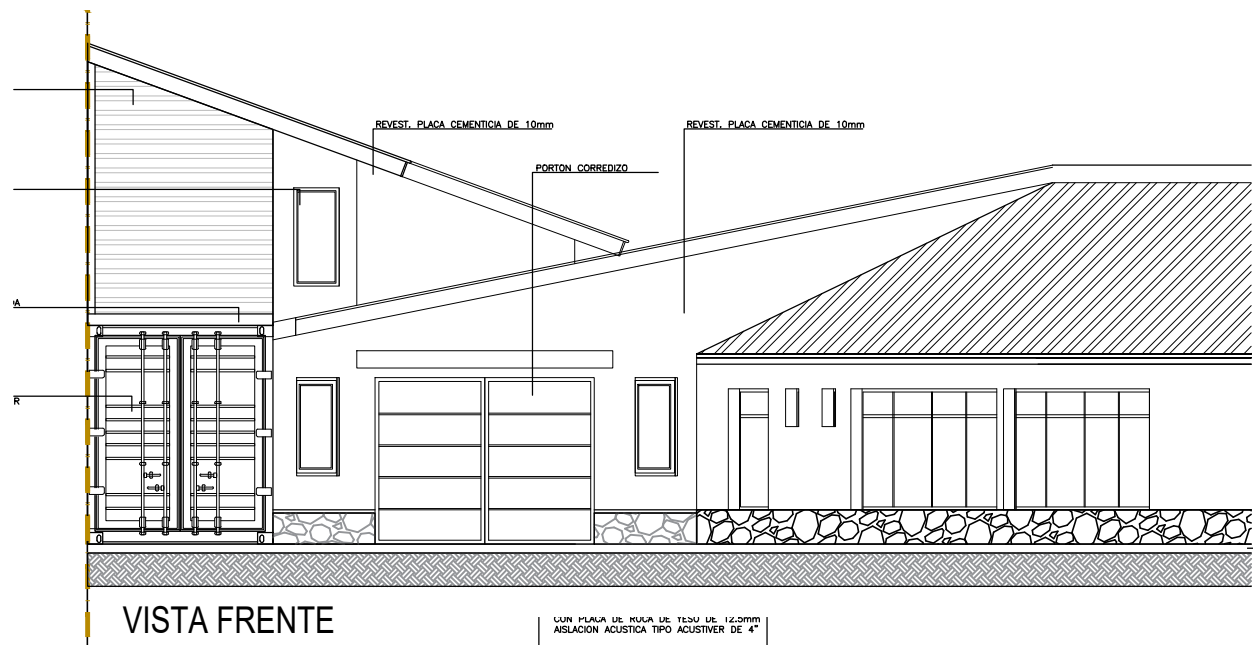 REVEST. PLACA CEMENTICIA DE 10mm
REVEST. PLACA CEMENTICIA DE 10mm
PORTON CORREDIZO
DA
R
VISTA FRENTE
CON PLACA DE ROCA DE YESO DE 12.5mm
AISLACION ACUSTICA TIPO ACUSTIVER DE 4"